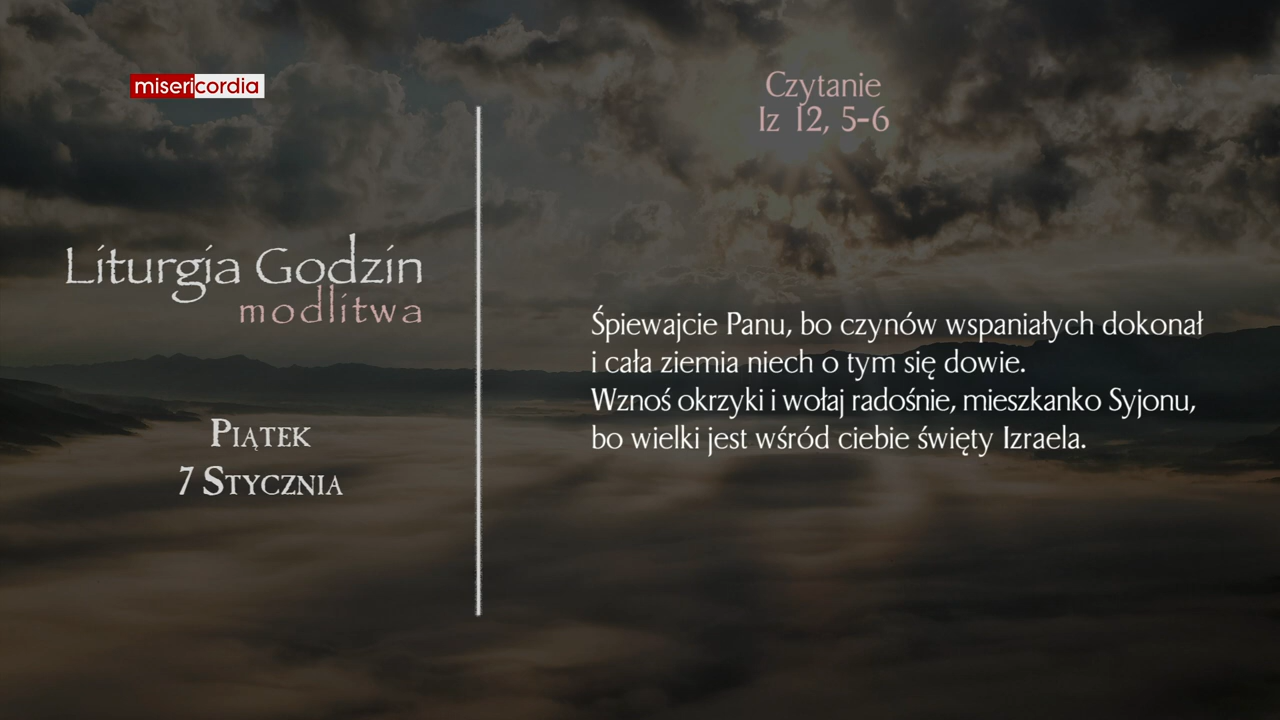 misericordia
Liturgia Godzin
modlitwa
Piątek
7 Stycznia
Czytanie
Iz 12, 5-6
Śpiewajcie Panu, bo czynów wspaniałych dokonał
i cała ziemia niech o tym się dowie.
Wznoś okrzyki i wołaj radośnie, mieszkanko Syjonu,
bo wielki jest wśród ciebie święty Izraela.